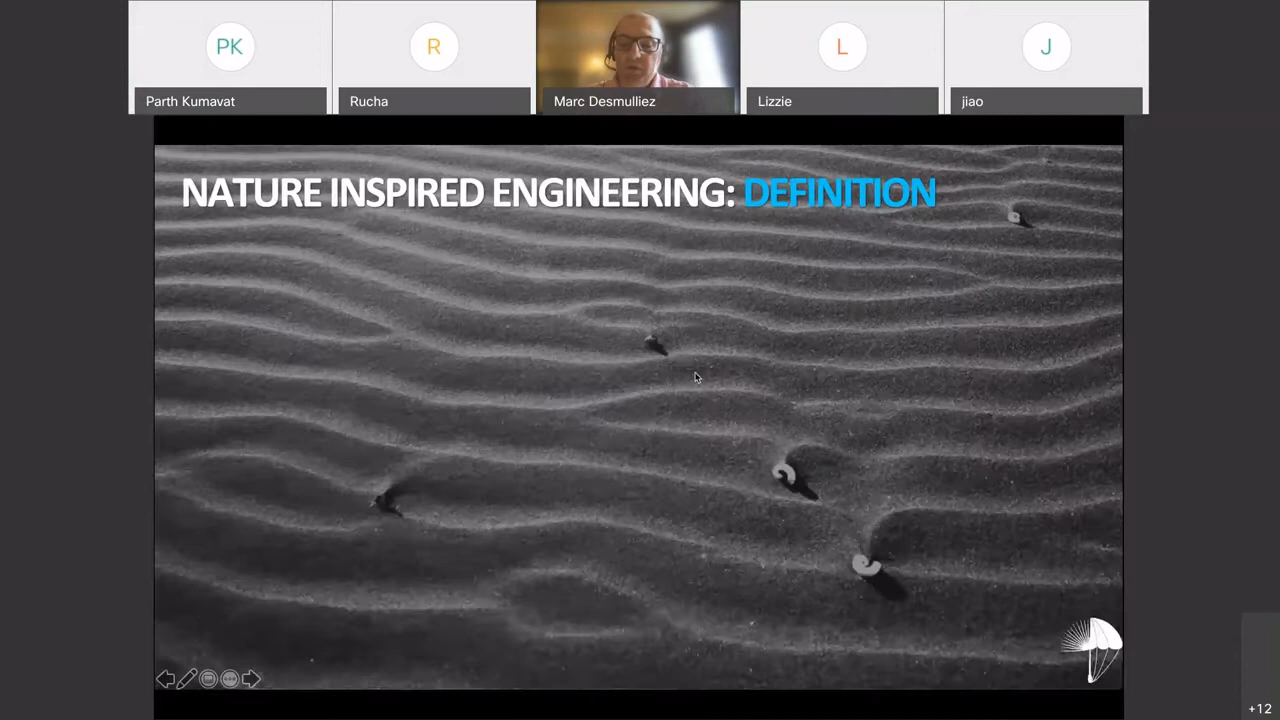 PK
R
L
J
Parth Kumavat
Rucha
Marc Desmulliez
Lizzie
jiao
NATURE INSPIRED ENGINEERING: DEFINITION
+12